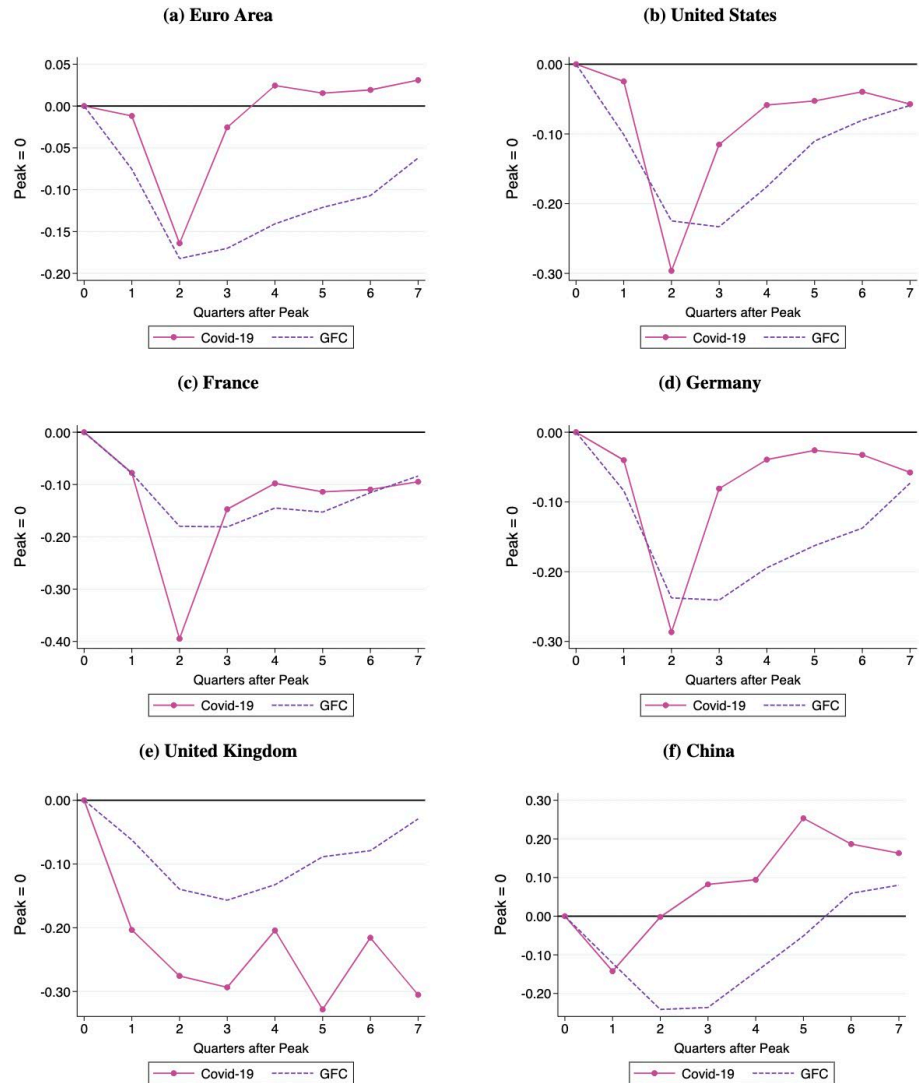 (a) Euro Area
0.05
0.00
-0.05
-0.10
-0.15
-0.20
Peak = 0
0 1 2 3 4 5 6 7
Quarters after Peak
Covid-19 GFC
(b) United States
0.00
-0.10
-0.20
-0.30
Peak = 0
0 1 2 3 4 5 6 7
Quarters after Peak
Covid-19 GFC
(c) France
0.00
-0.10
-0.20
-0.30
-0.40
Peak = 0
0 1 2 3 4 5 6 7
Quarters after Peak
Covid-19 GFC
(d) Germany
0.00
-0.10
-0.20
-0.30
Peak = 0
0 1 2 3 4 5 6 7
Quarters after Peak
Covid-19 GFC
(e) United Kingdom
0.00
-0.10
-0.20
-0.30
Peak = 0
0 1 2 3 4 5 6 7
Quarters after Peak
Covid-19 GFC
(f) China
0.30
0.20
0.10
0.00
-0.10
-0.20
Peak = 0
0 1 2 3 4 5 6 7
Quarters after Peak
Covid-19 GFC